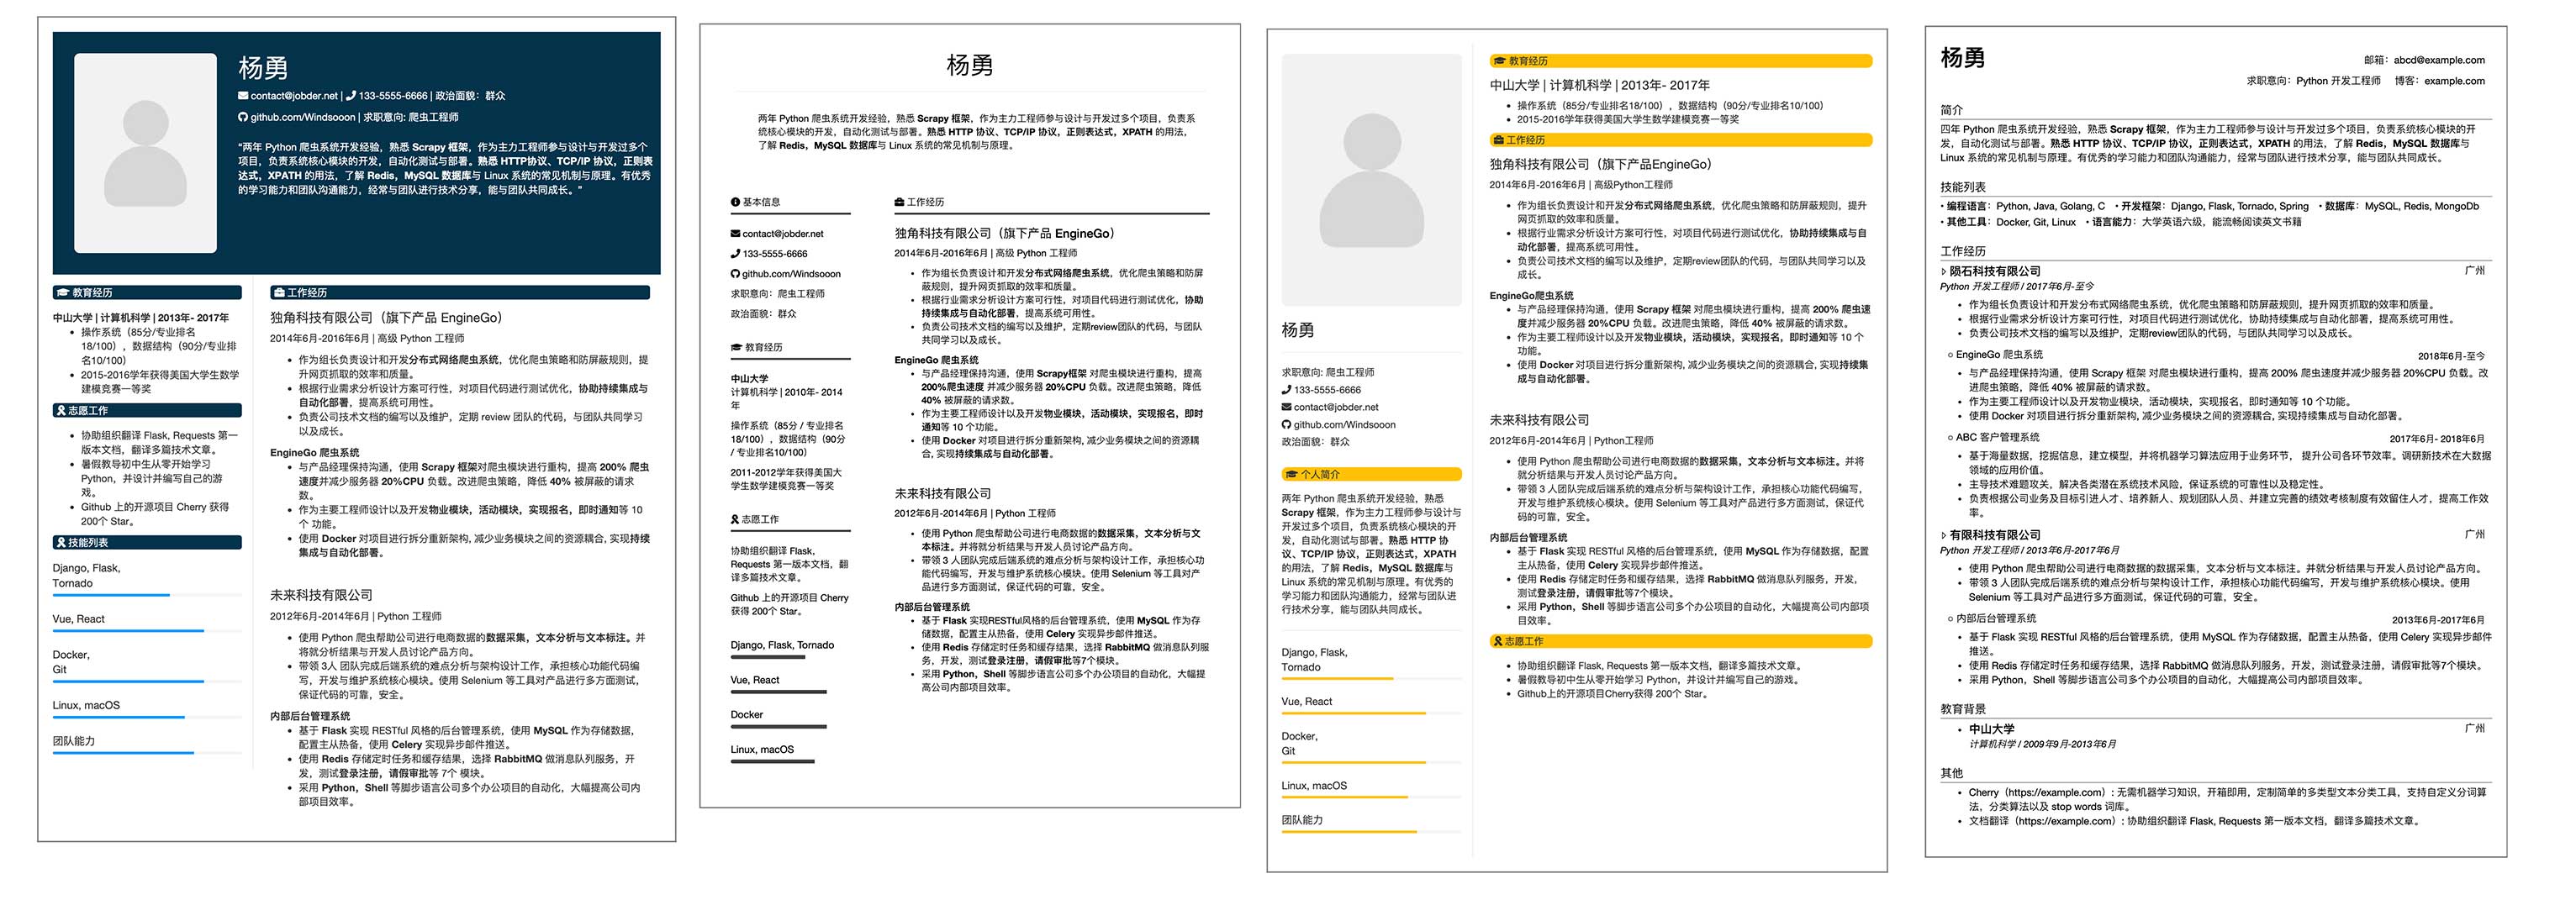 杨勇
contact@jobder.net | 133-5555-6666 | 政治面貌：群众
github.com/Windsooon | 求职意向: 爬虫工程师
“两年 Python 爬虫系统开发经验，熟悉 Scrapy 框架，作为主力工程师参与设计与开发过多个
项目，负责系统核心模块的开发，自动化测试与部署。熟悉 HTTP协议、TCP/IP 协议，正则表
达式，XPATH 的用法，了解 Redis，MySQL 数据库与 Linux 系统的常见机制与原理。有优秀
的学习能力和团队沟通能力，经常与团队进行技术分享，能与团队共同成长。”
教育经历
中山大学 | 计算机科学 | 2013年- 2017年
• 操作系统（85分/专业排名
18/100），数据结构（90分/专业排
名10/100）
• 2015-2016学年获得美国大学生数学
建模竞赛一等奖
志愿工作
• 协助组织翻译 Flask, Requests 第一
版本文档，翻译多篇技术文章。
• 暑假教导初中生从零开始学习
Python，并设计并编写自己的游
戏。
• Github 上的开源项目 Cherry 获得
200个 Star。
技能列表
Django, Flask,
Tornado
Vue, React
Docker,
Git
Linux, macOS
团队能力
工作经历
独角科技有限公司（旗下产品 EngineGo）
2014年6月-2016年6月 | 高级 Python 工程师
• 作为组长负责设计和开发分布式网络爬虫系统，优化爬虫策略和防屏蔽规则，提
升网页抓取的效率和质量。
• 根据行业需求分析设计方案可行性，对项目代码进行测试优化，协助持续集成与
自动化部署，提高系统可用性。
• 负责公司技术文档的编写以及维护，定期 review 团队的代码，与团队共同学习
以及成长。
EngineGo 爬虫系统
• 与产品经理保持沟通，使用 Scrapy 框架对爬虫模块进行重构，提高 200% 爬虫
速度并减少服务器 20%CPU 负载。改进爬虫策略，降低 40% 被屏蔽的请求
数。
• 作为主要工程师设计以及开发物业模块，活动模块，实现报名，即时通知等 10
个 功能。
• 使用 Docker 对项目进行拆分重新架构, 减少业务模块之间的资源耦合, 实现持续
集成与自动化部署。
未来科技有限公司
2012年6月-2014年6月 | Python 工程师
• 使用 Python 爬虫帮助公司进行电商数据的数据采集，文本分析与文本标注。并
将就分析结果与开发人员讨论产品方向。
• 带领 3人 团队完成后端系统的难点分析与架构设计工作，承担核心功能代码编
写，开发与维护系统核心模块。使用 Selenium 等工具对产品进行多方面测试，
保证代码的可靠，安全。
内部后台管理系统
• 基于 Flask 实现 RESTful 风格的后台管理系统，使用 MySQL 作为存储数据，
配置主从热备，使用 Celery 实现异步邮件推送。
• 使用 Redis 存储定时任务和缓存结果，选择 RabbitMQ 做消息队列服务，开
发，测试登录注册，请假审批等 7个 模块。
• 采用 Python，Shell 等脚步语言公司多个办公项目的自动化，大幅提高公司内
部项目效率。
杨勇
两年 Python 爬虫系统开发经验，熟悉 Scrapy 框架，作为主力工程师参与设计与开发过多个项目，负责系
统核心模块的开发，自动化测试与部署。熟悉 HTTP 协议、TCP/IP 协议，正则表达式，XPATH 的用法，
了解 Redis，MySQL 数据库与 Linux 系统的常见机制与原理。
基本信息
contact@jobder.net
133-5555-6666
github.com/Windsooon
求职意向：爬虫工程师
政治面貌：群众
教育经历
中山大学
计算机科学 | 2010年- 2014
年
操作系统（85分 / 专业排名
18/100），数据结构（90分
/ 专业排名10/100）
2011-2012学年获得美国大
学生数学建模竞赛一等奖
志愿工作
协助组织翻译 Flask,
Requests 第一版本文档，翻
译多篇技术文章。
Github 上的开源项目 Cherry
获得 200个 Star。
Django, Flask, Tornado
Vue, React
Docker
Linux, macOS
工作经历
独角科技有限公司（旗下产品 EngineGo）
2014年6月-2016年6月 | 高级 Python 工程师
• 作为组长负责设计和开发分布式网络爬虫系统，优化爬虫策略和防屏
蔽规则，提升网页抓取的效率和质量。
• 根据行业需求分析设计方案可行性，对项目代码进行测试优化，协助
持续集成与自动化部署，提高系统可用性。
• 负责公司技术文档的编写以及维护，定期review团队的代码，与团队
共同学习以及成长。
EngineGo 爬虫系统
• 与产品经理保持沟通，使用 Scrapy框架对爬虫模块进行重构，提高
200%爬虫速度 并减少服务器 20%CPU 负载。改进爬虫策略，降低
40% 被屏蔽的请求数。
• 作为主要工程师设计以及开发物业模块，活动模块，实现报名，即时
通知等 10 个功能。
• 使用 Docker 对项目进行拆分重新架构, 减少业务模块之间的资源耦
合, 实现持续集成与自动化部署。
未来科技有限公司
2012年6月-2014年6月 | Python 工程师
• 使用 Python 爬虫帮助公司进行电商数据的数据采集，文本分析与文
本标注。并将就分析结果与开发人员讨论产品方向。
• 带领 3 人团队完成后端系统的难点分析与架构设计工作，承担核心功
能代码编写，开发与维护系统核心模块。使用 Selenium 等工具对产
品进行多方面测试，保证代码的可靠，安全。
内部后台管理系统
• 基于 Flask 实现RESTful风格的后台管理系统，使用 MySQL 作为存
储数据，配置主从热备，使用 Celery 实现异步邮件推送。
• 使用 Redis 存储定时任务和缓存结果，选择 RabbitMQ 做消息队列服
务，开发，测试登录注册，请假审批等7个模块。
• 采用 Python，Shell 等脚步语言公司多个办公项目的自动化，大幅提
高公司内部项目效率。
杨勇
求职意向: 爬虫工程师
133-5555-6666
contact@jobder.net
github.com/Windsooon
政治面貌：群众
个人简介
两年 Python 爬虫系统开发经验，熟悉
Scrapy 框架，作为主力工程师参与设计与
开发过多个项目，负责系统核心模块的开
发，自动化测试与部署。熟悉 HTTP 协
议、TCP/IP 协议，正则表达式，XPATH
的用法，了解 Redis，MySQL 数据库与
Linux 系统的常见机制与原理。有优秀的
学习能力和团队沟通能力，经常与团队进
行技术分享，能与团队共同成长。
Django, Flask,
Tornado
Vue, React
Docker,
Git
Linux, macOS
团队能力
教育经历
中山大学 | 计算机科学 | 2013年- 2017年
• 操作系统（85分/专业排名18/100），数据结构（90分/专业排名10/100）
• 2015-2016学年获得美国大学生数学建模竞赛一等奖
工作经历
独角科技有限公司（旗下产品EngineGo）
2014年6月-2016年6月 | 高级Python工程师
• 作为组长负责设计和开发分布式网络爬虫系统，优化爬虫策略和防屏蔽规则，提升
网页抓取的效率和质量。
• 根据行业需求分析设计方案可行性，对项目代码进行测试优化，协助持续集成与自
动化部署，提高系统可用性。
• 负责公司技术文档的编写以及维护，定期review团队的代码，与团队共同学习以及
成长。
EngineGo爬虫系统
• 与产品经理保持沟通，使用 Scrapy 框架 对爬虫模块进行重构，提高 200% 爬虫速
度并减少服务器 20%CPU 负载。改进爬虫策略，降低 40% 被屏蔽的请求数。
• 作为主要工程师设计以及开发物业模块，活动模块，实现报名，即时通知等 10 个
功能。
• 使用 Docker 对项目进行拆分重新架构, 减少业务模块之间的资源耦合, 实现持续集
成与自动化部署。
未来科技有限公司
2012年6月-2014年6月 | Python工程师
• 使用 Python 爬虫帮助公司进行电商数据的数据采集，文本分析与文本标注。并将
就分析结果与开发人员讨论产品方向。
• 带领 3 人团队完成后端系统的难点分析与架构设计工作，承担核心功能代码编写，
开发与维护系统核心模块。使用 Selenium 等工具对产品进行多方面测试，保证代
码的可靠，安全。
内部后台管理系统
• 基于 Flask 实现 RESTful 风格的后台管理系统，使用 MySQL 作为存储数据，配置
主从热备，使用 Celery 实现异步邮件推送。
• 使用 Redis 存储定时任务和缓存结果，选择 RabbitMQ 做消息队列服务，开发，
测试登录注册，请假审批等7个模块。
• 采用 Python，Shell 等脚步语言公司多个办公项目的自动化，大幅提高公司内部项
目效率。
志愿工作
• 协助组织翻译 Flask, Requests 第一版本文档，翻译多篇技术文章。
• 暑假教导初中生从零开始学习 Python，并设计并编写自己的游戏。
• Github上的开源项目Cherry获得 200个 Star。
杨勇
邮箱：abcd@example.com
求职意向：Python 开发工程师 博客：example.com
简介
四年 Python 爬虫系统开发经验，熟悉 Scrapy 框架，作为主力工程师参与设计与开发过多个项目，负责系统核心模块的开
发，自动化测试与部署。熟悉 HTTP 协议、TCP/IP 协议，正则表达式，XPATH 的用法，了解 Redis，MySQL 数据库与
Linux 系统的常见机制与原理。有优秀的学习能力和团队沟通能力，经常与团队进行技术分享，能与团队共同成长。
技能列表
• 编程语言：Python, Java, Golang, C • 开发框架：Django, Flask, Tornado, Spring • 数据库：MySQL, Redis, MongoDb
• 其他工具：Docker, Git, Linux • 语言能力：大学英语六级，能流畅阅读英文书籍
工作经历
陨石科技有限公司 广州
Python 开发工程师 / 2017年6月-至今
• 作为组长负责设计和开发分布式网络爬虫系统，优化爬虫策略和防屏蔽规则，提升网页抓取的效率和质量。
• 根据行业需求分析设计方案可行性，对项目代码进行测试优化，协助持续集成与自动化部署，提高系统可用性。
• 负责公司技术文档的编写以及维护，定期review团队的代码，与团队共同学习以及成长。
EngineGo 爬虫系统 2018年6月-至今
• 与产品经理保持沟通，使用 Scrapy 框架 对爬虫模块进行重构，提高 200% 爬虫速度并减少服务器 20%CPU 负载。改
进爬虫策略，降低 40% 被屏蔽的请求数。
• 作为主要工程师设计以及开发物业模块，活动模块，实现报名，即时通知等 10 个功能。
• 使用 Docker 对项目进行拆分重新架构, 减少业务模块之间的资源耦合, 实现持续集成与自动化部署。
ABC 客户管理系统 2017年6月- 2018年6月
• 基于海量数据，挖掘信息，建立模型，并将机器学习算法应用于业务环节， 提升公司各环节效率。调研新技术在大数据
领域的应用价值。
• 主导技术难题攻关，解决各类潜在系统技术风险，保证系统的可靠性以及稳定性。
• 负责根据公司业务及目标引进人才、培养新人、规划团队人员、并建立完善的绩效考核制度有效留住人才，提高工作效
率。
有限科技有限公司 广州
Python 开发工程师 / 2013年6月-2017年6月
• 使用 Python 爬虫帮助公司进行电商数据的数据采集，文本分析与文本标注。并就分析结果与开发人员讨论产品方向。
• 带领 3 人团队完成后端系统的难点分析与架构设计工作，承担核心功能代码编写，开发与维护系统核心模块。使用
Selenium 等工具对产品进行多方面测试，保证代码的可靠，安全。
内部后台管理系统 2013年6月-2017年6月
• 基于 Flask 实现 RESTful 风格的后台管理系统，使用 MySQL 作为存储数据，配置主从热备，使用 Celery 实现异步邮件
推送。
• 使用 Redis 存储定时任务和缓存结果，选择 RabbitMQ 做消息队列服务，开发，测试登录注册，请假审批等7个模块。
• 采用 Python，Shell 等脚步语言公司多个办公项目的自动化，大幅提高公司内部项目效率。
教育背景
• 中山大学 广州
计算机科学 / 2009年9月-2013年6月
其他
• Cherry（https://example.com）: 无需机器学习知识，开箱即用，定制简单的多类型文本分类工具，支持自定义分词算
法，分类算法以及 stop words 词库。
• 文档翻译（https://example.com）: 协助组织翻译 Flask, Requests 第一版本文档，翻译多篇技术文章。